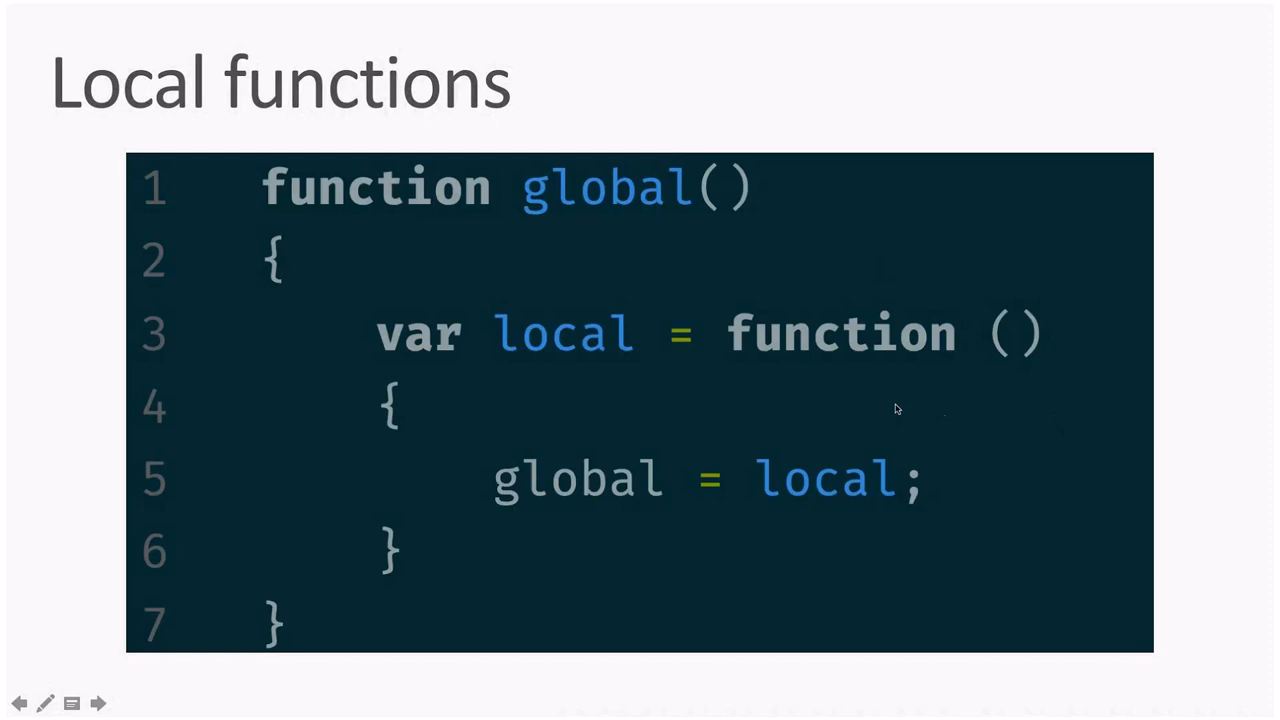 Local functions
1 function global()
2 {
3 var local = function ()
4 {
5 global = local;
6 }
7 }